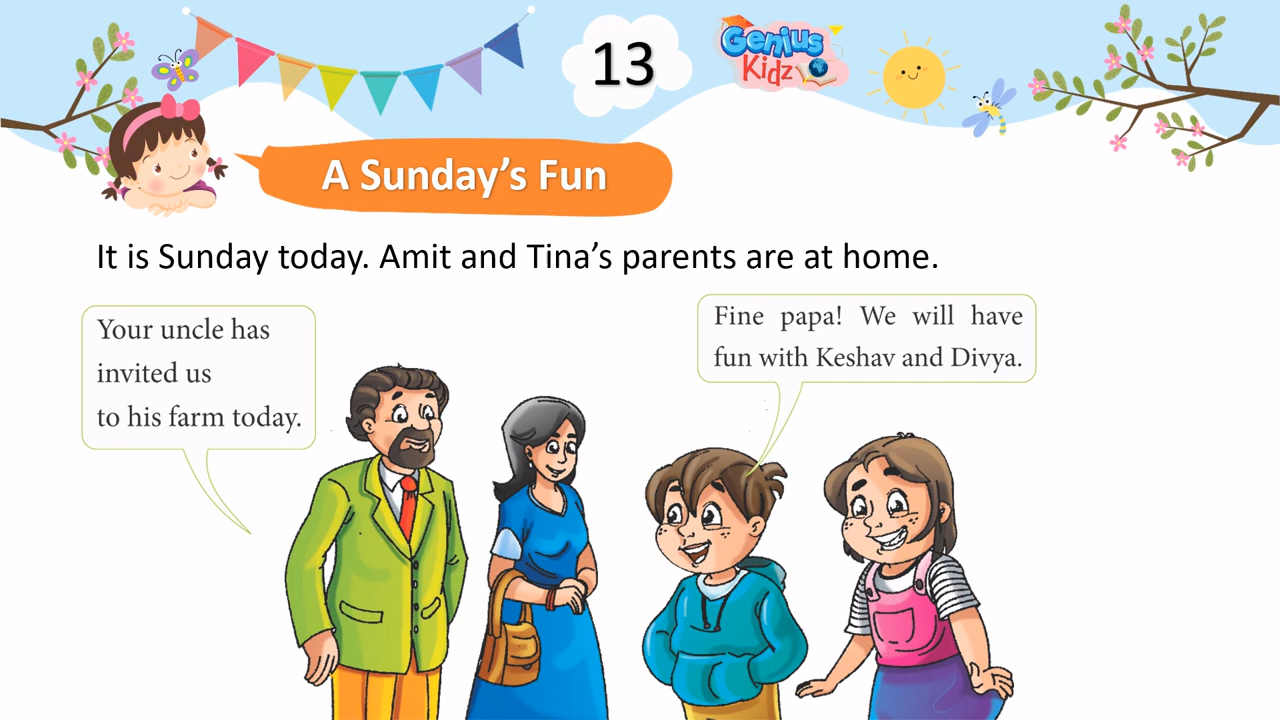 13
Genius
Kidz
A Sunday’s Fun
It is Sunday today. Amit and Tina’s parents are at home.
Your uncle has
invited us
to his farm today.
Fine papa! We will have
fun with Keshav and Divya.